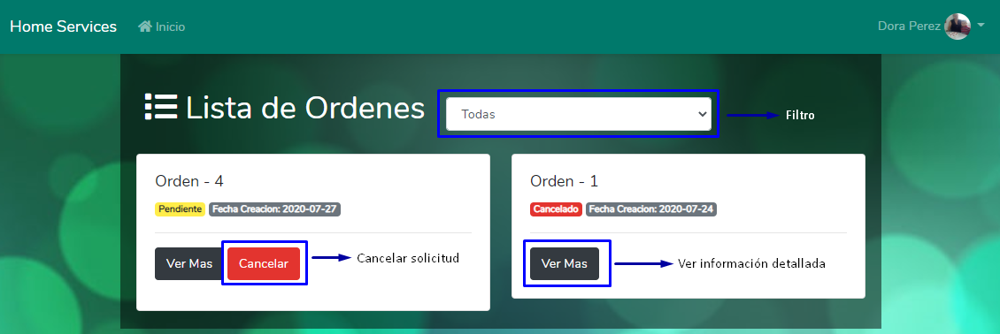 Home Services
Inicio
Dora Perez
Lista de Ordenes
Todas
Filtro
Orden - 4
Pendiente Fecha Creacion: 2020-07-27
Ver Mas
Cancelar
Cancelar solicitud
Orden - 1
Cancelado Fecha Creacion: 2020-07-24
Ver Mas
Ver información detallada